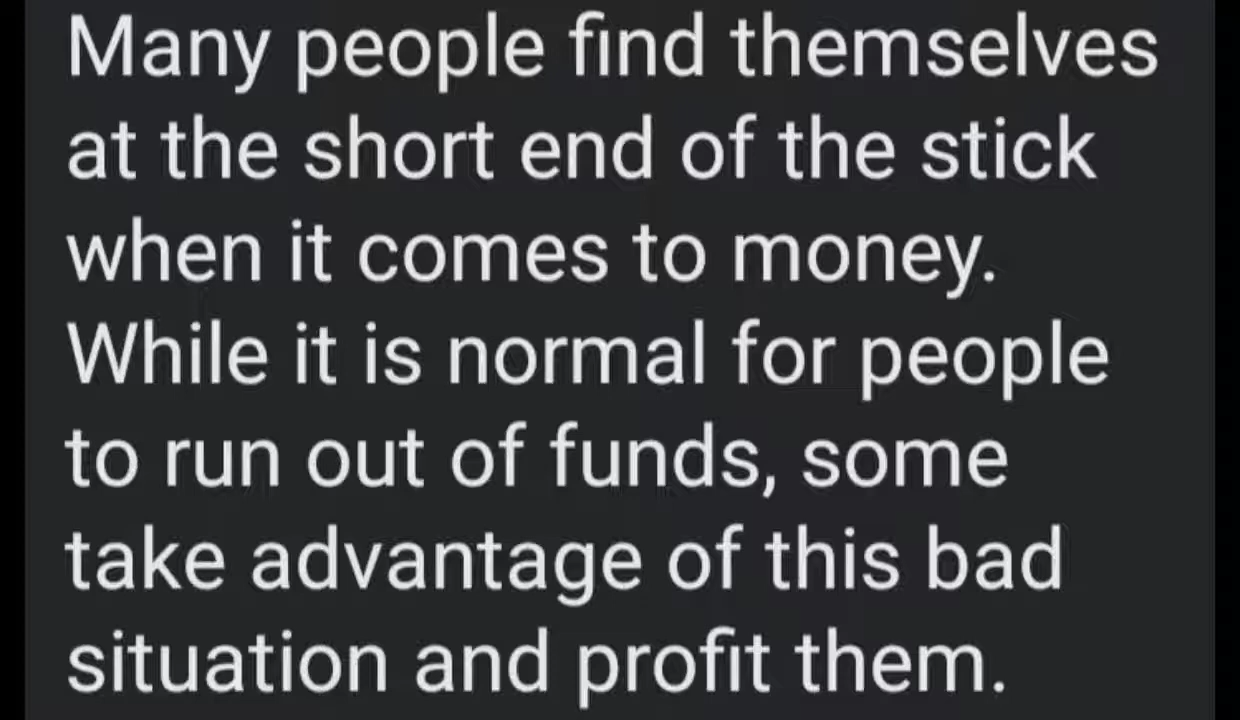 Many people find themselves
at the short end of the stick
when it comes to money.
While it is normal for people
to run out of funds, some
take advantage of this bad
situation and profit them.